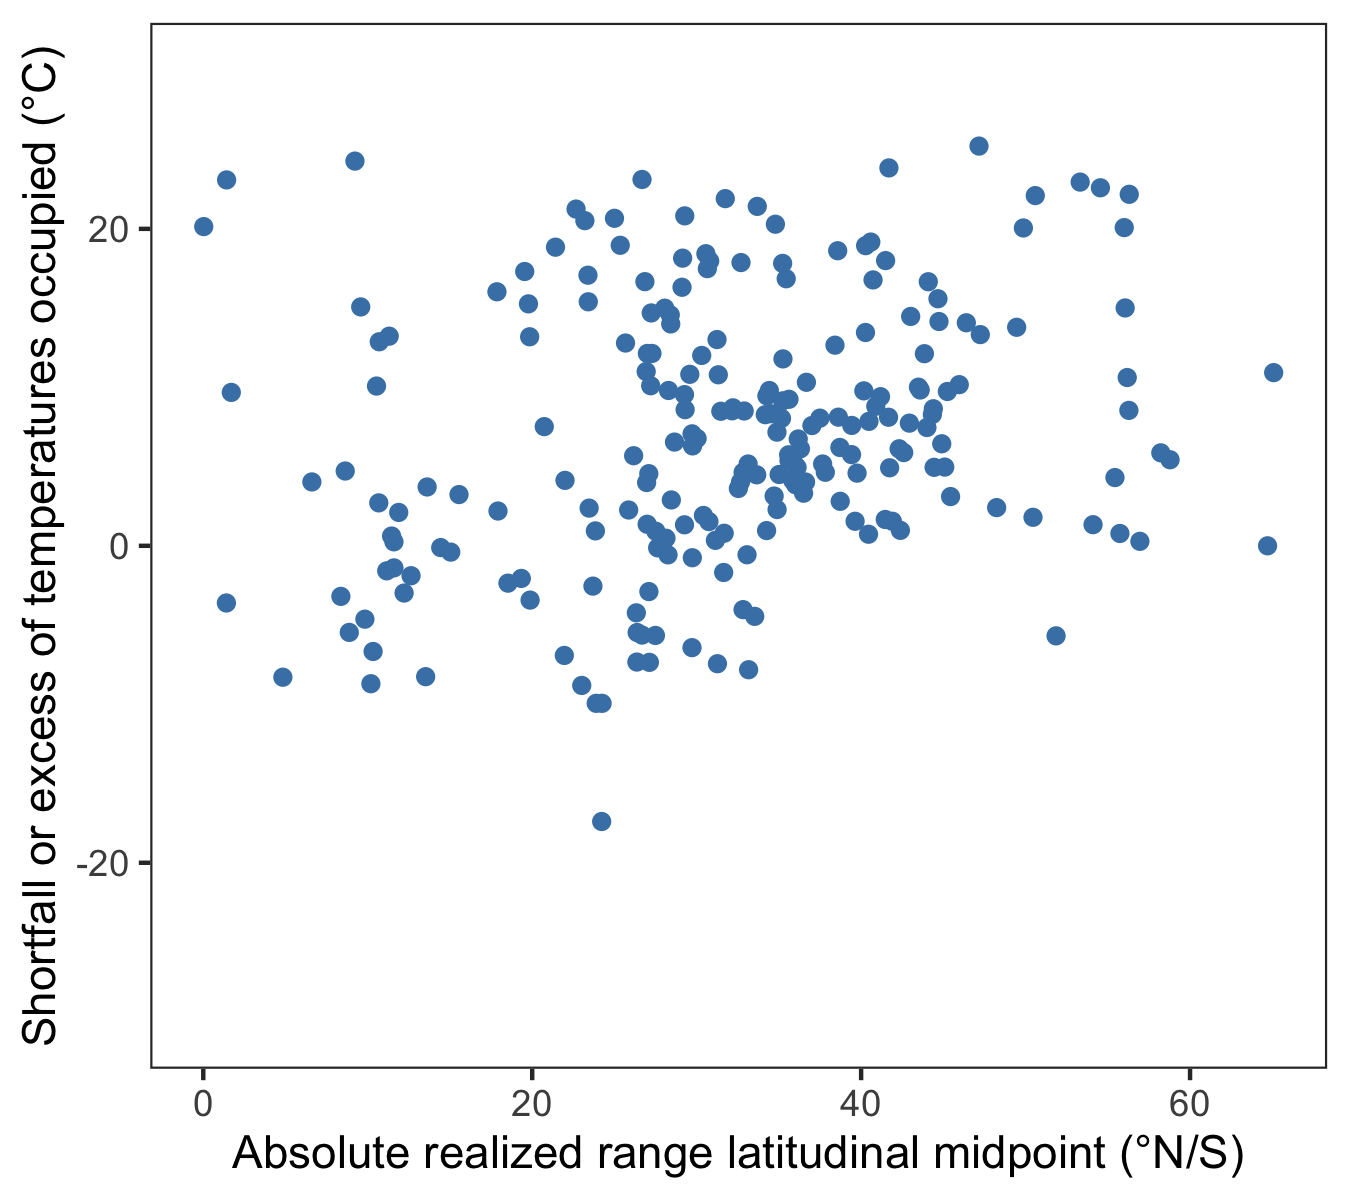 Shortfall or excess of temperatures occupied (°C)
20
0
-20
0 20 40 60
Absolute realized range latitudinal midpoint (°N/S)